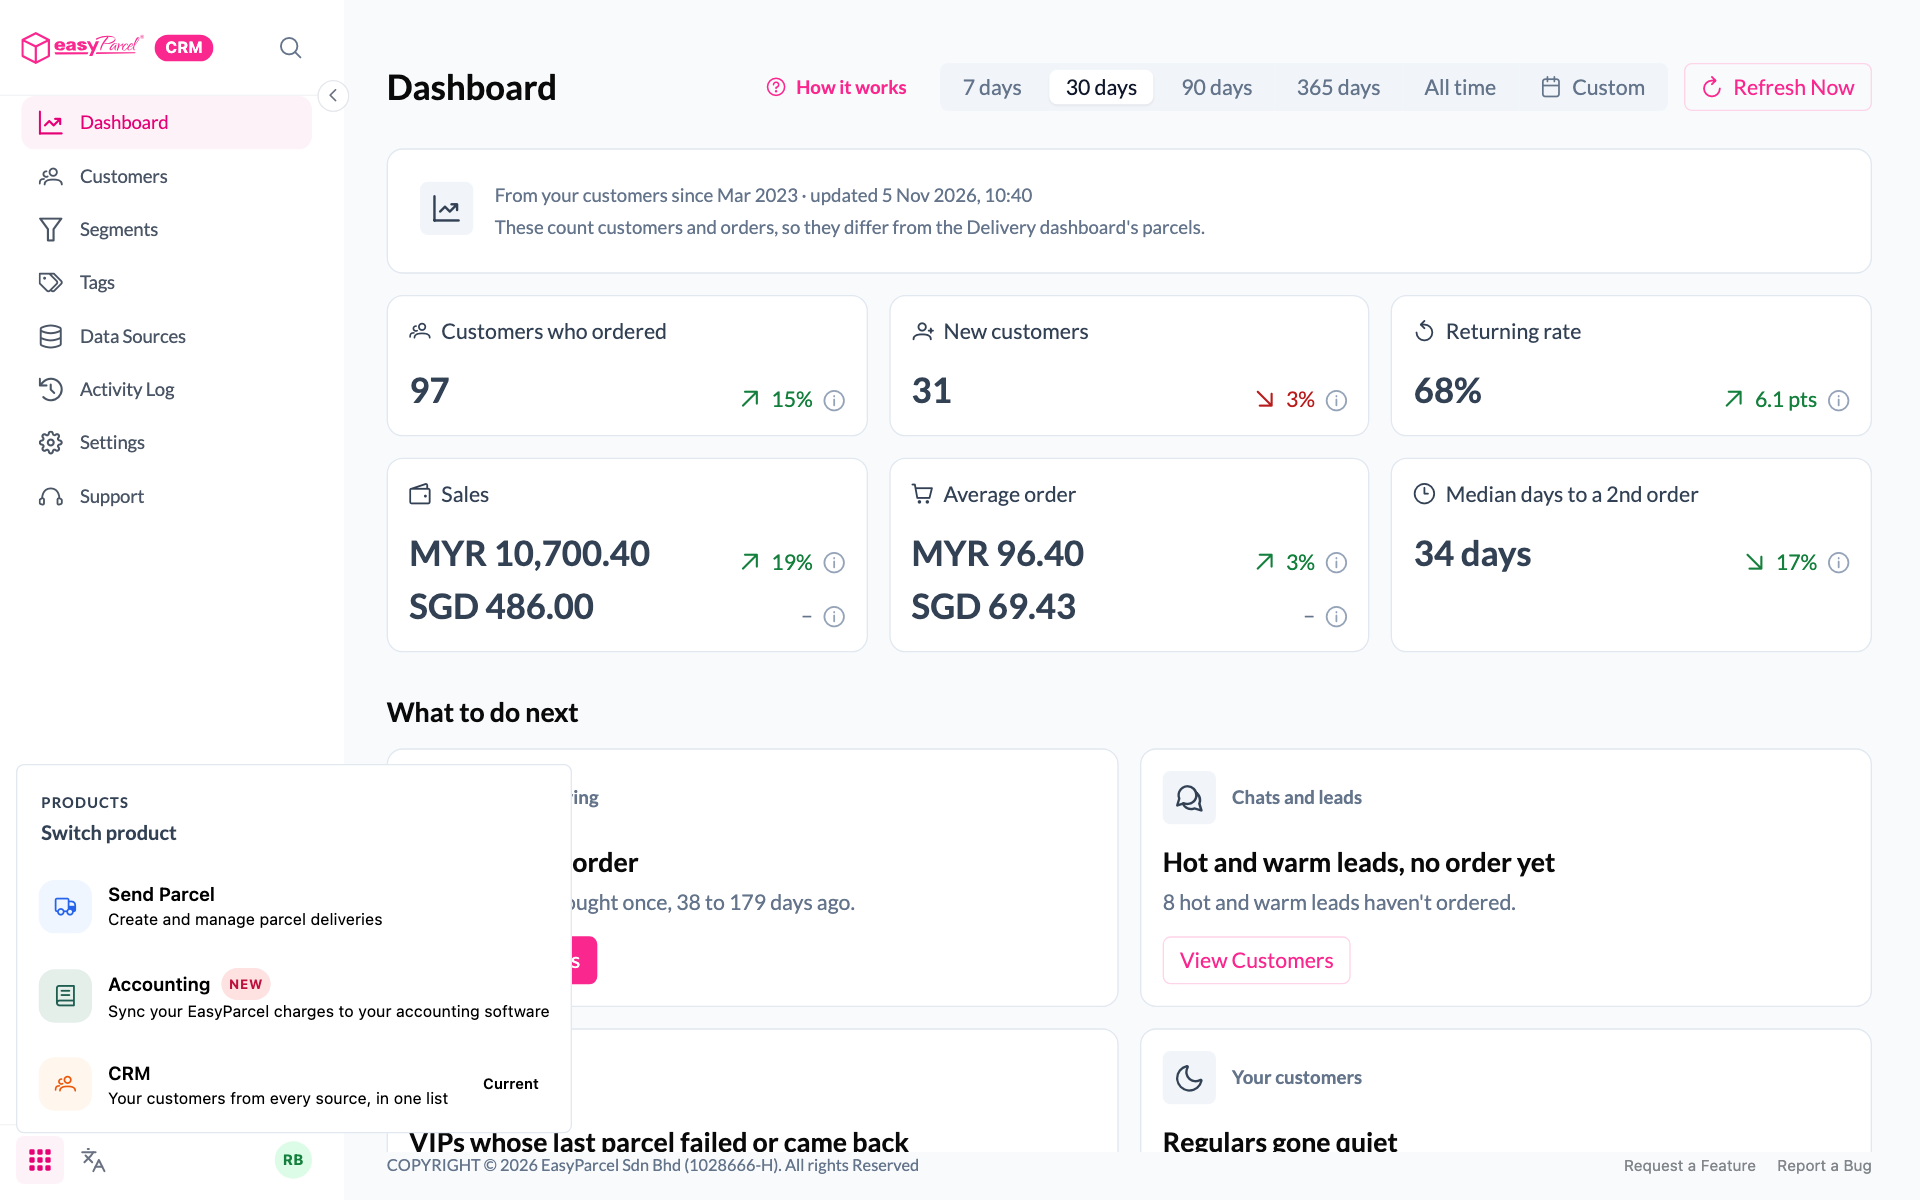 easyParcel CRM
Dashboard
Customers
Segments
Tags
Data Sources
Activity Log
Settings
Support
Dashboard
How it works
7 days
30 days
90 days
365 days
All time
Custom
Refresh Now
From your customers since Mar 2023 · updated 5 Nov 2026, 10:40
These count customers and orders, so they differ from the Delivery dashboard's parcels.
Customers who ordered
97
15%
New customers
31
3%
Returning rate
68%
6.1 pts
Sales
MYR 10,700.40
19%
SGD 486.00
–
Average order
MYR 96.40
3%
SGD 69.43
–
Median days to a 2nd order
34 days
17%
What to do next
order
once, 38 to 179 days ago.
Chats and leads
Hot and warm leads, no order yet
8 hot and warm leads haven't ordered.
View Customers
VIPs whose last parcel failed or came back
Your customers
Regulars gone quiet
PRODUCTS
Switch product
Send Parcel
Create and manage parcel deliveries
Accounting NEW
Sync your EasyParcel charges to your accounting software
CRM
Your customers from every source, in one list
Current
RB
COPYRIGHT © 2026 EasyParcel Sdn Bhd (1028666-H). All rights Reserved
Request a Feature
Report a Bug